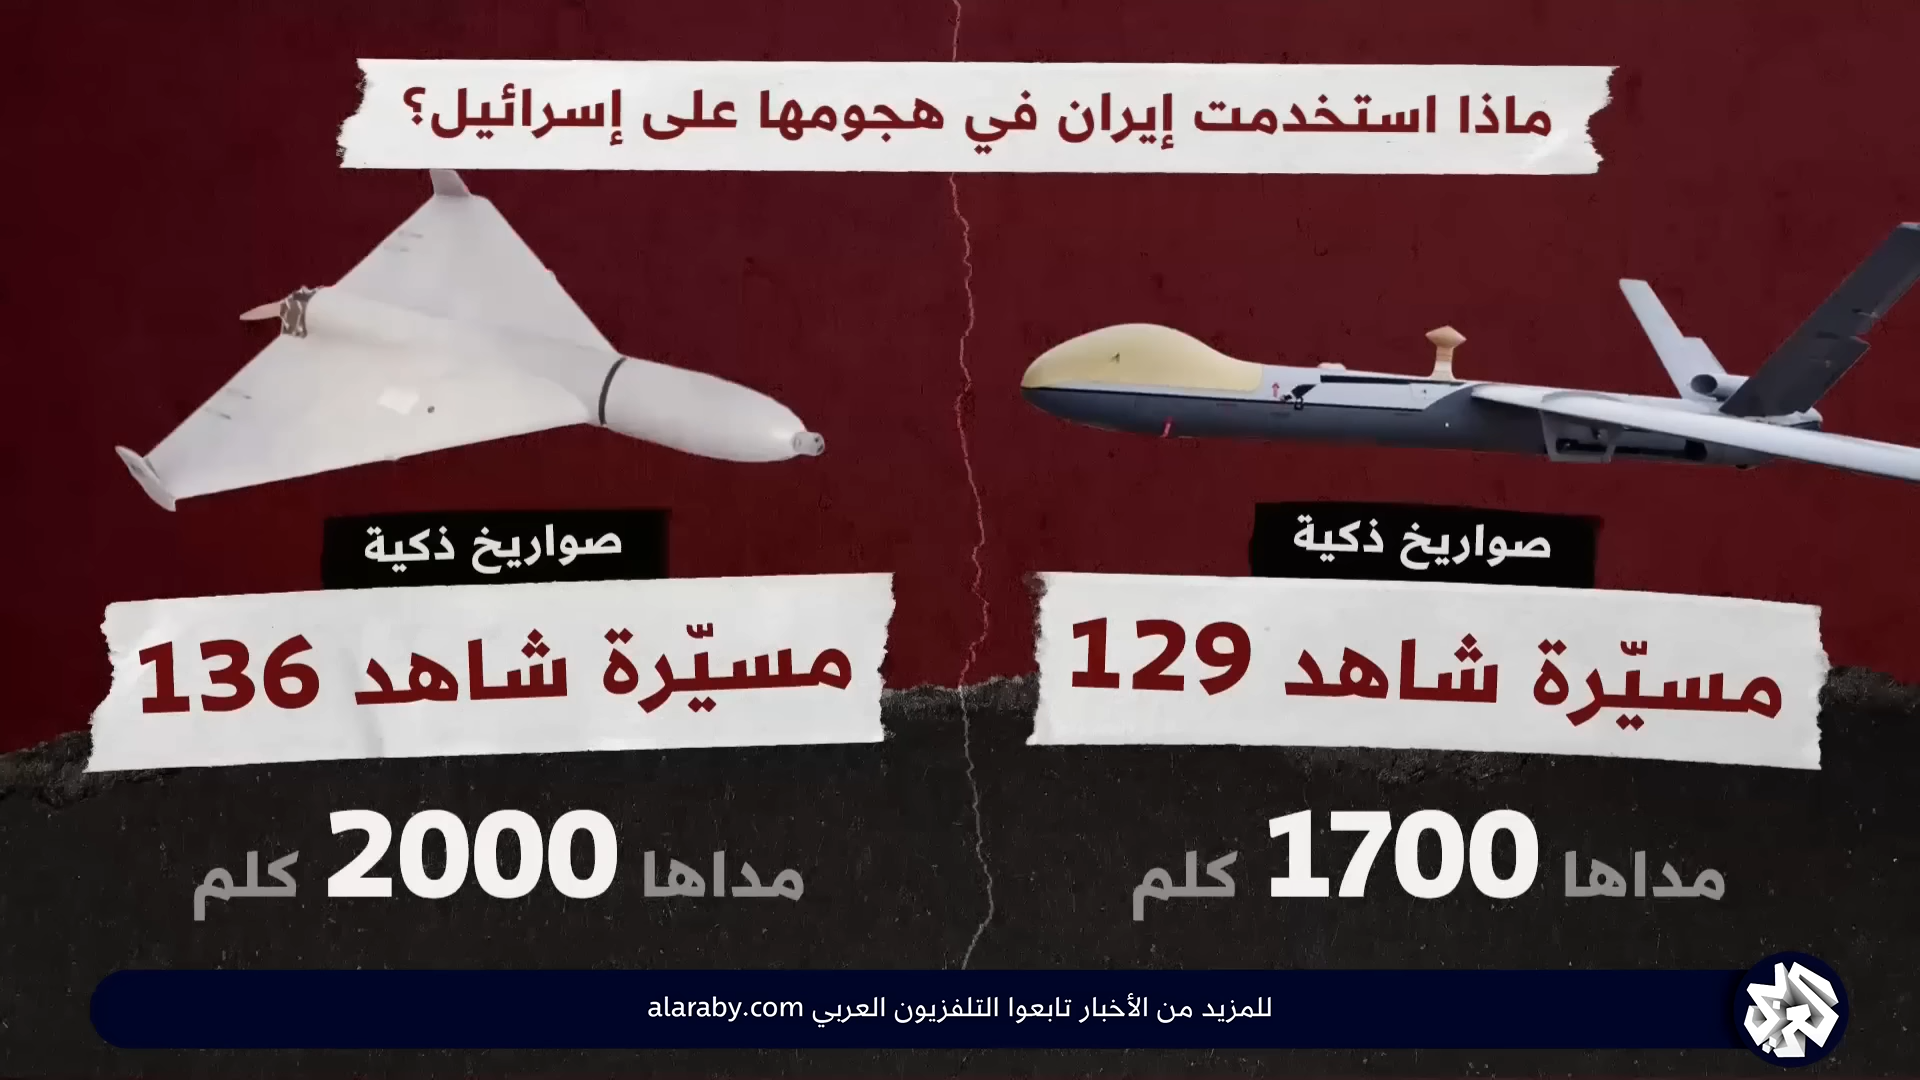 ماذا استخدمت إيران في هجومها على إسرائيل؟
صواريخ ذكية
مسيّرة شاهد 129
مداها 1700 كلم
صواريخ ذكية
مسيّرة شاهد 136
مداها 2000 كلم
للمزيد من الأخبار تابعوا التلفزيون العربي alaraby.com
العربي